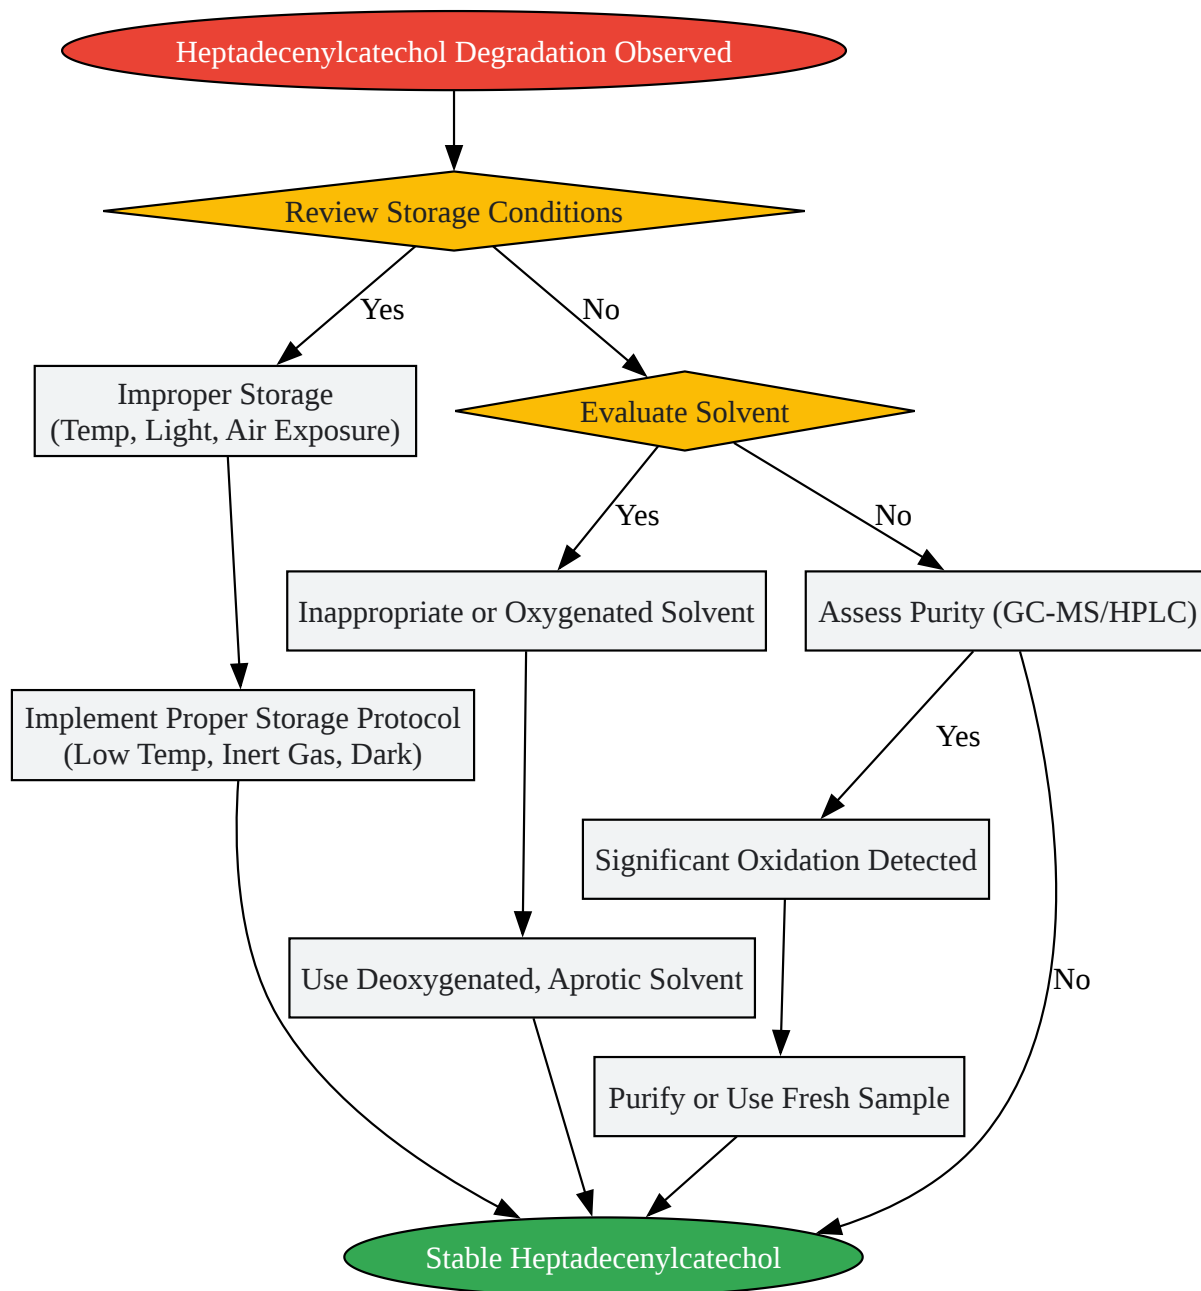 Heptadecenylcatechol Degradation Observed
Review Storage Conditions
Yes
No
Improper Storage
(Temp, Light, Air Exposure)
Evaluate Solvent
Yes
No
Inappropriate or Oxygenated Solvent
Assess Purity (GC-MS/HPLC)
Implement Proper Storage Protocol
(Low Temp, Inert Gas, Dark)
Yes
Significant Oxidation Detected
Use Deoxygenated, Aprotic Solvent
No
Purify or Use Fresh Sample
Stable Heptadecenylcatechol